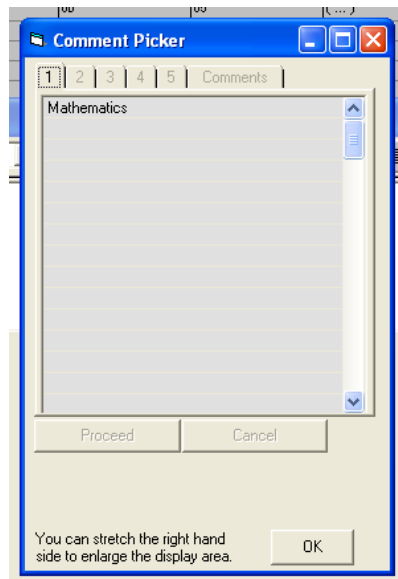 Comment Picker
1 2 3 4 5 Comments
Mathematics
Proceed Cancel
You can stretch the right hand
side to enlarge the display area.
OK